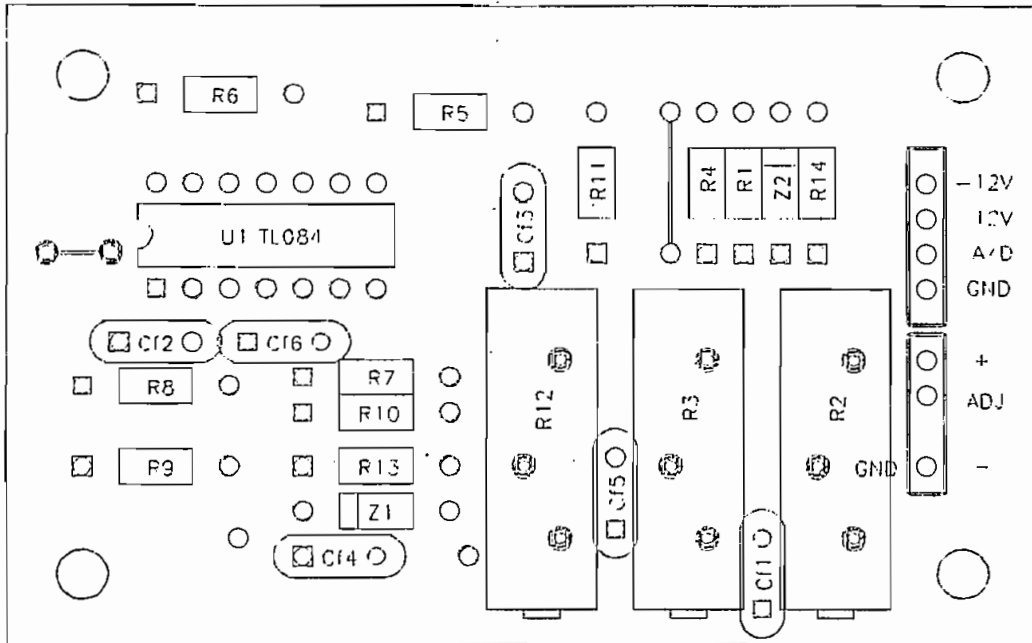 R6
R5
R11
R4
R1
Z2
R14
-12V
12V
A/D
GND
U1 TL084
Cf3
Cf2
Cf6
R8
R7
R10
R12
R3
R2
+
ADJ
R9
R13
Cf5
GND -
Z1
Cf4
Cf1